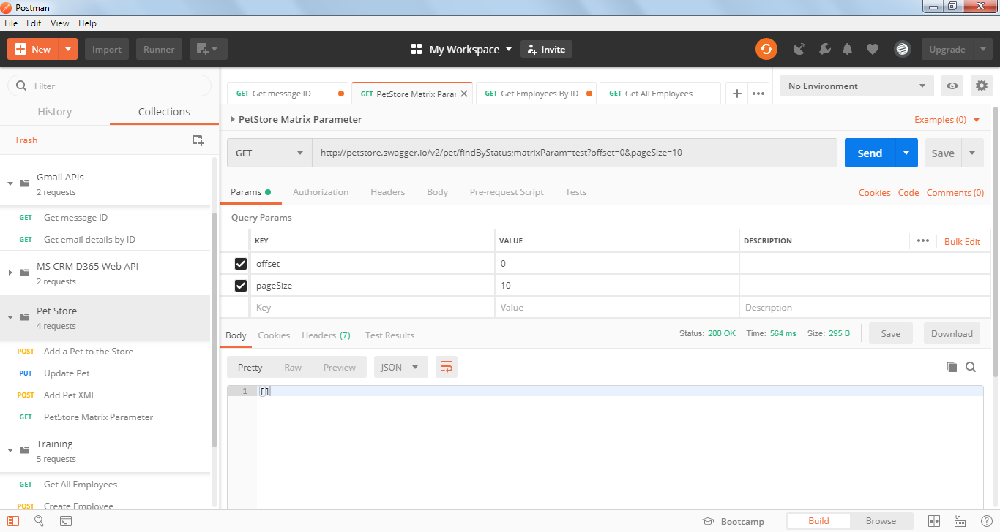 Postman
File Edit View Help
New Import Runner My Workspace Invite Upgrade
Filter
History Collections
Trash
Gmail APIs
2 requests
GET Get message ID
GET Get email details by ID
MS CRM D365 Web API
2 requests
Pet Store
4 requests
POST Add a Pet to the Store
PUT Update Pet
POST Add Pet XML
GET PetStore Matrix Parameter
Training
5 requests
GET Get All Employees
POST Create Employee
GET Get message ID GET PetStore Matrix Parar GET Get Employees By ID GET Get All Employees
No Environment
PetStore Matrix Parameter Examples (0)
GET http://petstore.swagger.io/v2/pet/findByStatus;matrixParam=test?offset=0&pageSize=10 Send Save
Params Authorization Headers Body Pre-request Script Tests Cookies Code Comments (0)
Query Params
KEY VALUE DESCRIPTION Bulk Edit
offset 0
pageSize 10
Key Value Description
Body Cookies Headers (7) Test Results Status: 200 OK Time: 564 ms Size: 295 B Save Download
Pretty Raw Preview JSON
1 []
Bootcamp Build Browse